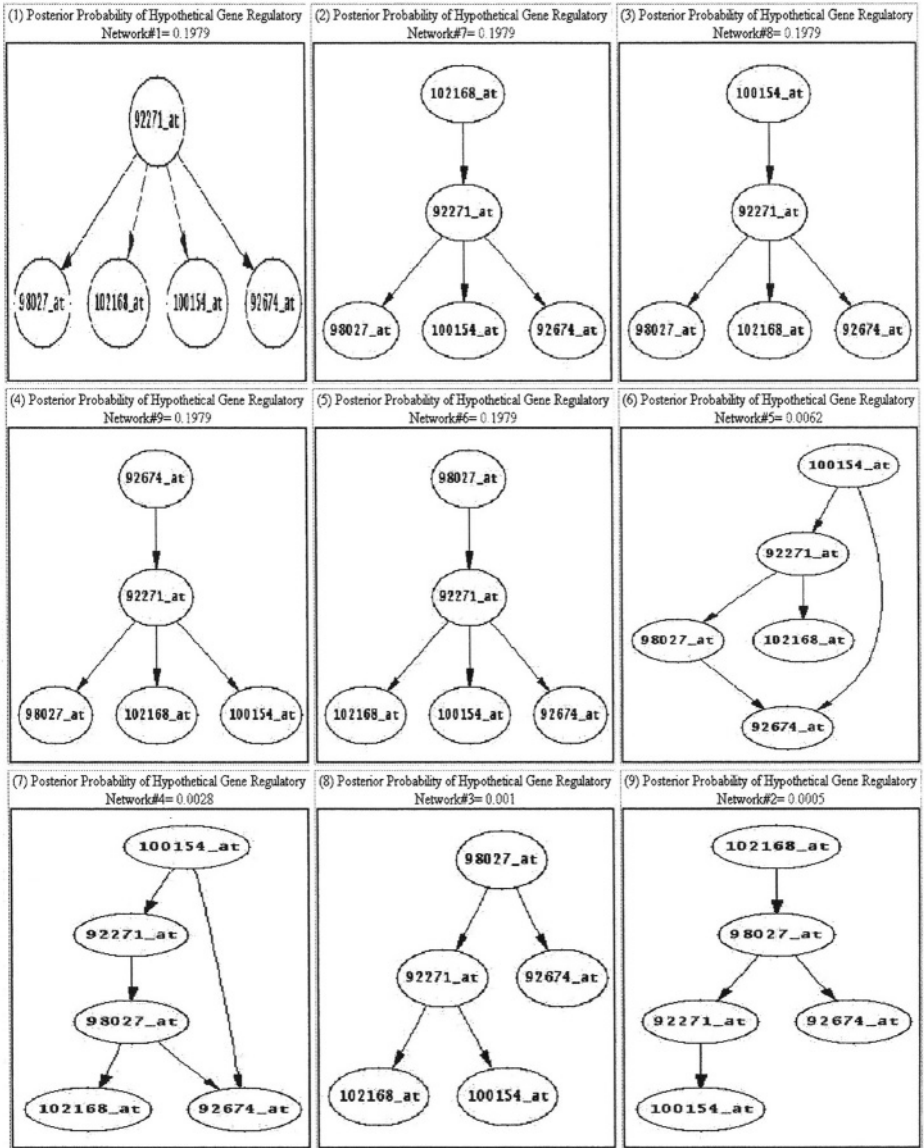 (1) Posterior Probability of Hypothetical Gene Regulatory
Network#1= 0.1979
92271_at
98027_at
102168_at
100154_at
92674_at
(2) Posterior Probability of Hypothetical Gene Regulatory
Network#7= 0.1979
102168_at
92271_at
98027_at
100154_at
92674_at
(3) Posterior Probability of Hypothetical Gene Regulatory
Network#8= 0.1979
100154_at
92271_at
98027_at
102168_at
92674_at
(4) Posterior Probability of Hypothetical Gene Regulatory
Network#9= 0.1979
92674_at
92271_at
98027_at
102168_at
100154_at
(5) Posterior Probability of Hypothetical Gene Regulatory
Network#6= 0.1979
98027_at
92271_at
102168_at
100154_at
92674_at
(6) Posterior Probability of Hypothetical Gene Regulatory
Network#5= 0.0062
100154_at
92271_at
98027_at
102168_at
92674_at
(7) Posterior Probability of Hypothetical Gene Regulatory
Network#4= 0.0028
100154_at
92271_at
98027_at
102168_at
92674_at
(8) Posterior Probability of Hypothetical Gene Regulatory
Network#3= 0.001
98027_at
92271_at
92674_at
102168_at
100154_at
(9) Posterior Probability of Hypothetical Gene Regulatory
Network#2= 0.0005
102168_at
98027_at
92271_at
92674_at
100154_at